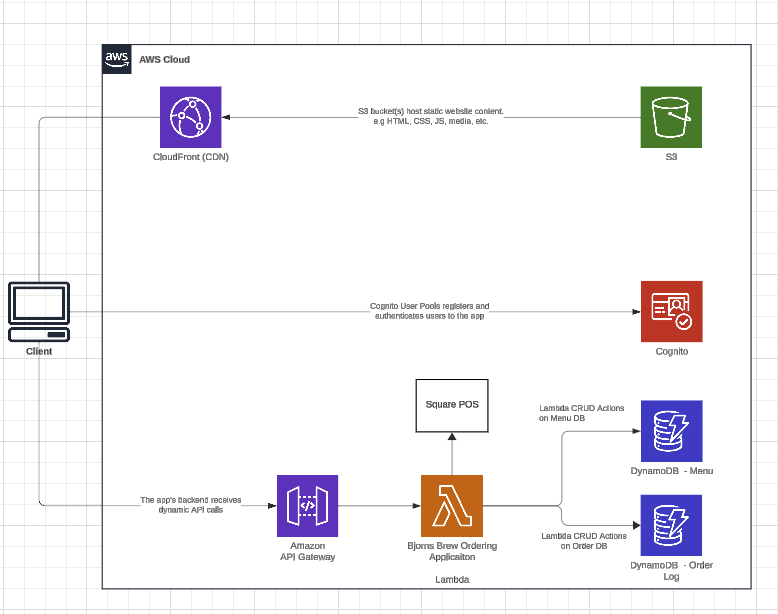 aws
AWS Cloud
S3 bucket(s) host static website content.
e.g HTML, CSS, JS, media, etc.
CloudFront (CDN)
S3
Cognito User Pools registers and
authenticates users to the app
Client
Cognito
Square POS
Lambda CRUD Actions
on Menu DB
DynamoDB - Menu
The app's backend receives
dynamic API calls
Amazon
API Gateway
Bjorns Brew Ordering
Applicaiton
Lambda
Lambda CRUD Actions
on Order DB
DynamoDB - Order
Log